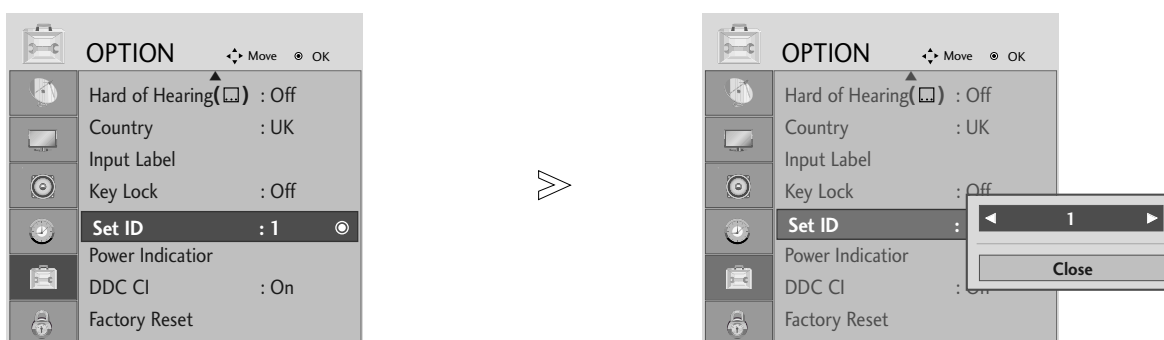 OPTION Move OK
Hard of Hearing( ) : Off
Country : UK
Input Label
Key Lock : Off
Set ID : 1
Power Indicatior
DDC CI : On
Factory Reset
OPTION Move OK
Hard of Hearing( ) : Off
Country : UK
Input Label
Key Lock : Off
Set ID :
◄ 1 ►
Power Indicatior
Close
DDC CI : On
Factory Reset